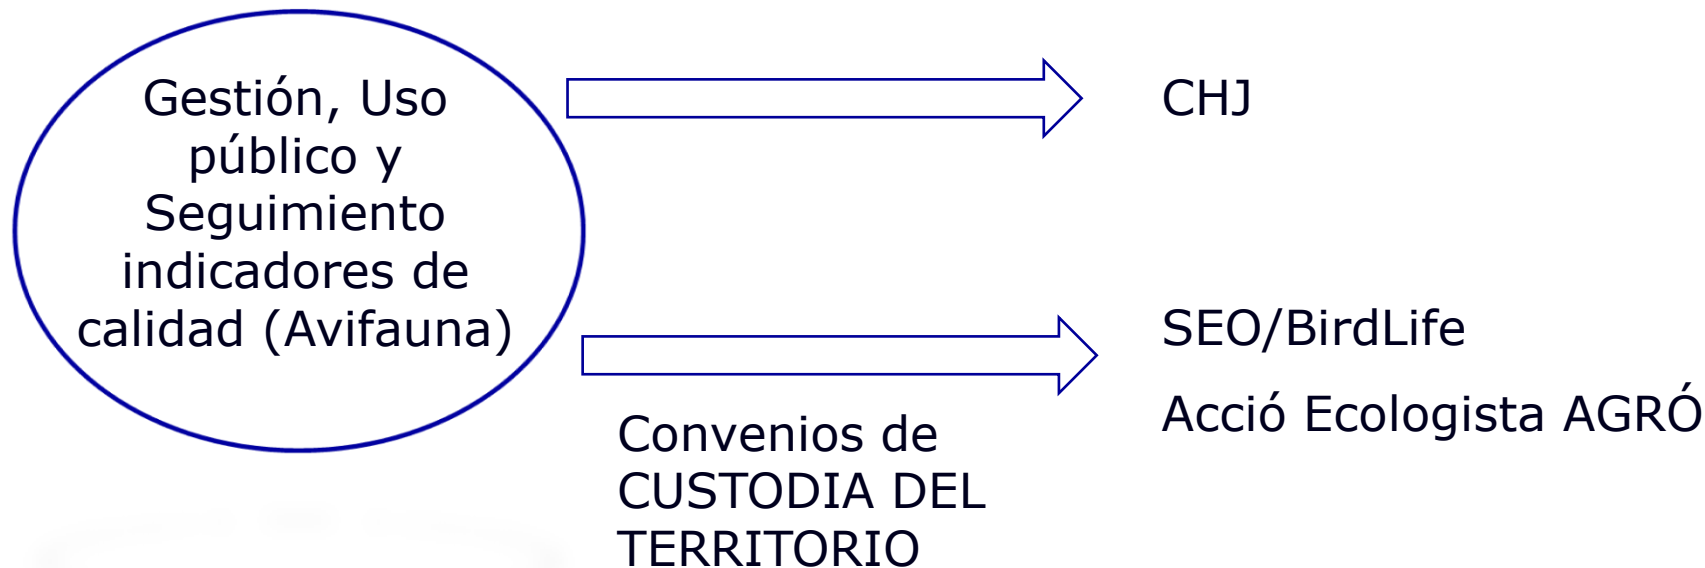 Gestión, Uso
público y
Seguimiento
indicadores de
calidad (Avifauna)
CHJ
SEO/BirdLife
Acció Ecologista AGRÓ
Convenios de
CUSTODIA DEL
TERRITORIO